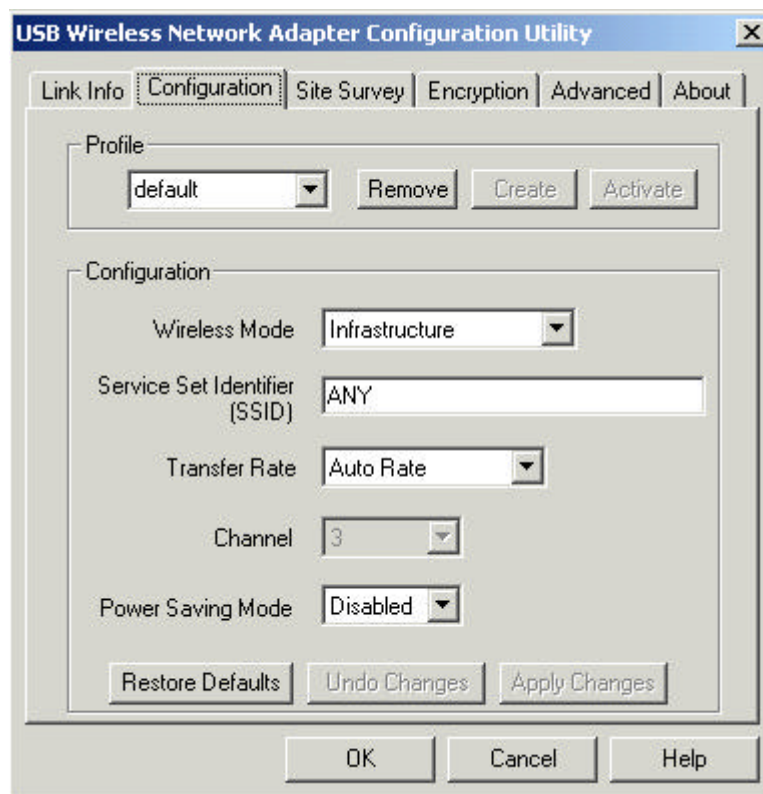 USB Wireless Network Adapter Configuration Utility
Link Info Configuration Site Survey Encryption Advanced About
Profile
default Remove Create Activate
Configuration
Wireless Mode Infrastructure
Service Set Identifier
(SSID) ANY
Transfer Rate Auto Rate
Channel 3
Power Saving Mode Disabled
Restore Defaults Undo Changes Apply Changes
OK Cancel Help